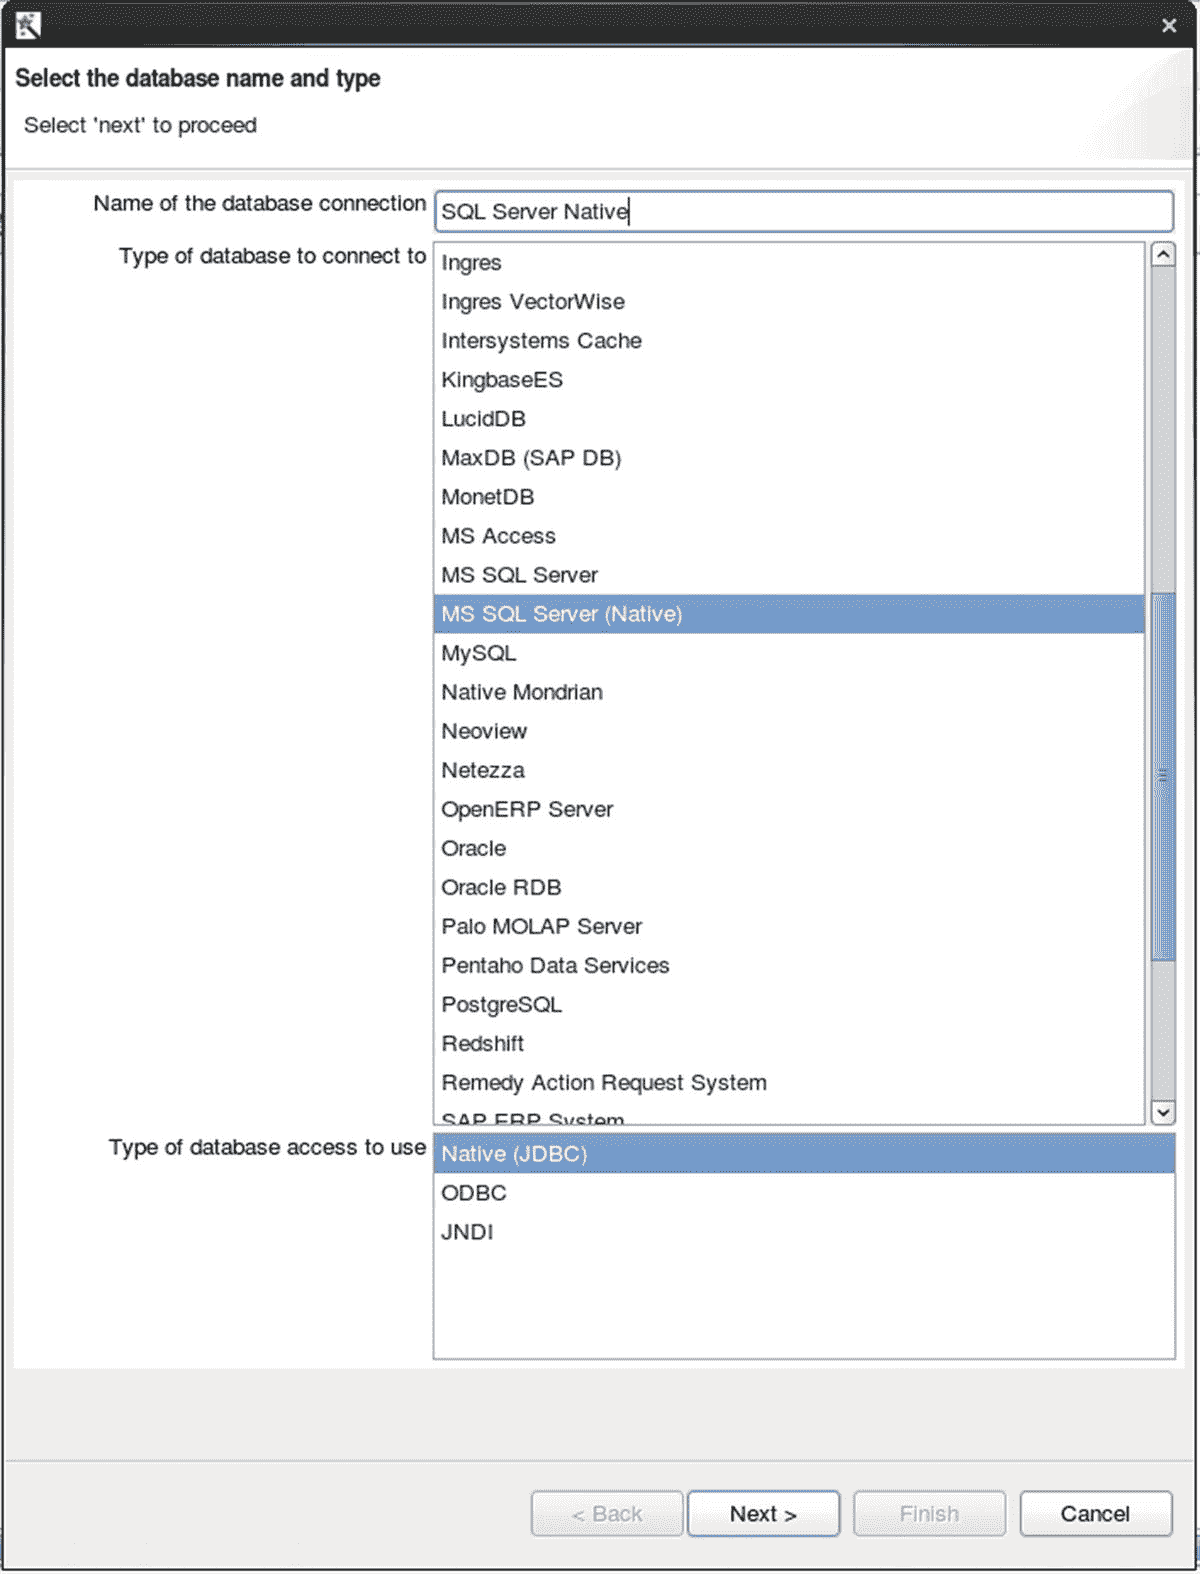 Select the database name and type
Select 'next' to proceed
Name of the database connection SQL Server Native
Type of database to connect to
Ingres
Ingres VectorWise
Intersystems Cache
KingbaseES
LucidDB
MaxDB (SAP DB)
MonetDB
MS Access
MS SQL Server
MS SQL Server (Native)
MySQL
Native Mondrian
Neoview
Netezza
OpenERP Server
Oracle
Oracle RDB
Palo MOLAP Server
Pentaho Data Services
PostgreSQL
Redshift
Remedy Action Request System
SAP ERP System
Type of database access to use
Native (JDBC)
ODBC
JNDI
< Back Next > Finish Cancel